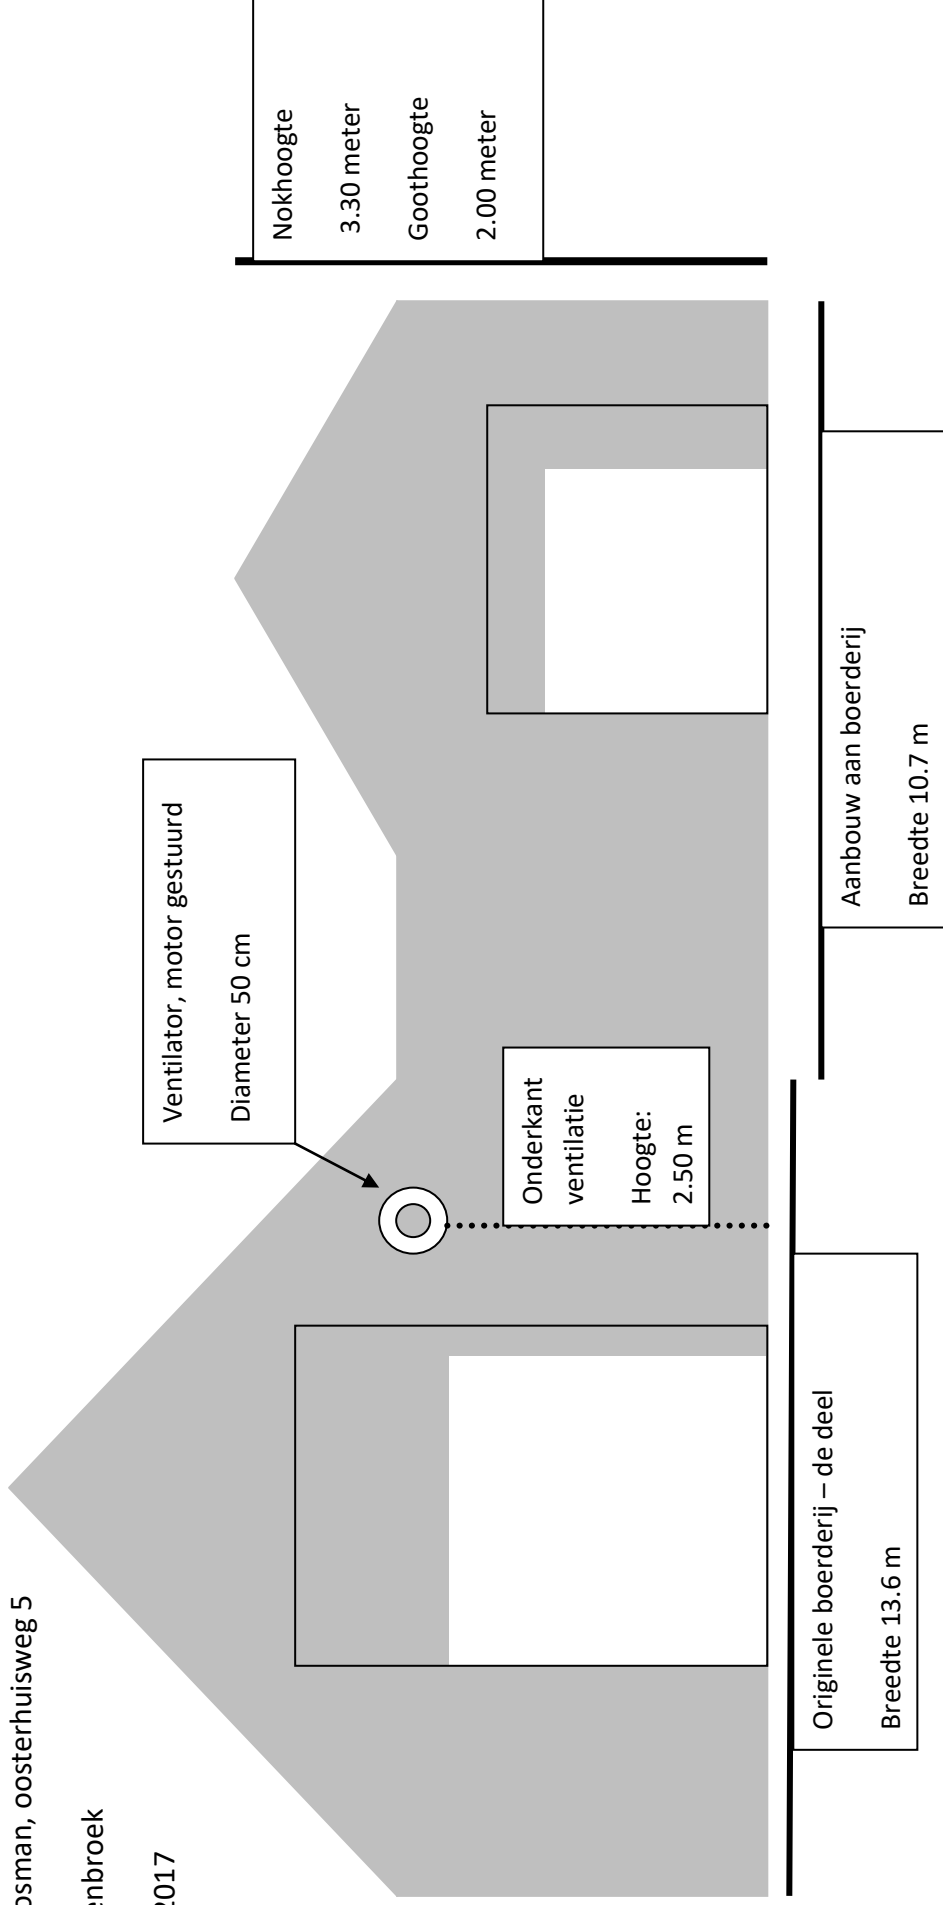 oosterhuisweg 5
2017
Ventilator, motor gestuurd
Diameter 50 cm
Nokhoogte
3.30 meter
Goothoogte
2.00 meter
Onderkant
ventilatie
Hoogte:
2.50 m
Originele boerderij – de deel
Breedte 13.6 m
Aanbouw aan boerderij
Breedte 10.7 m